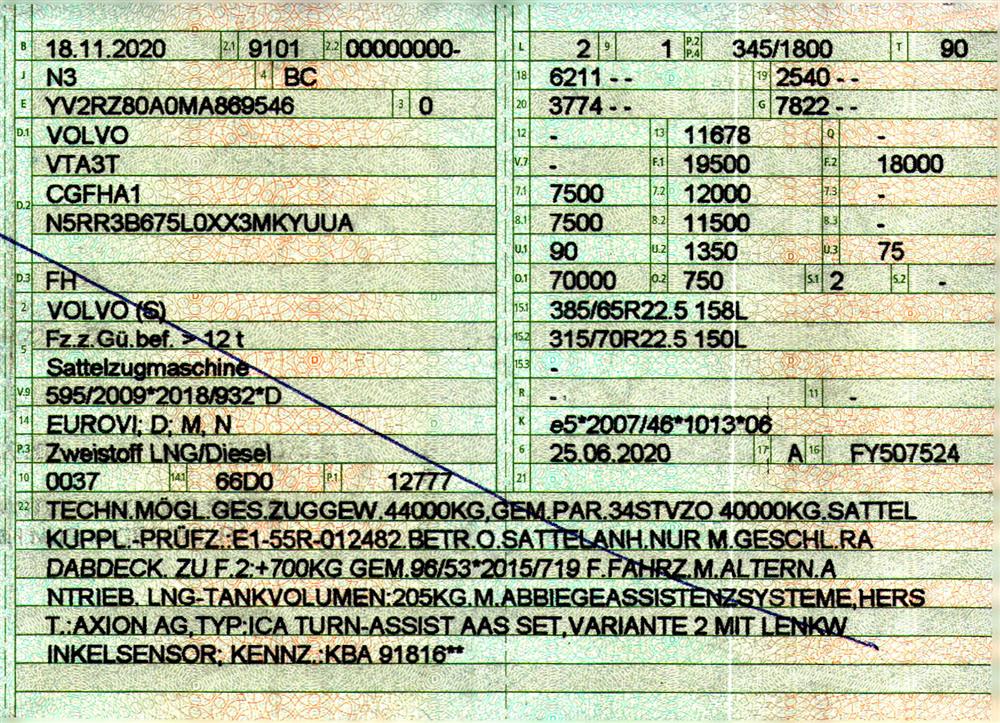 B 18.11.2020 Z.1 9101 Z.2 00000000-
J N3 4 BC
E YV2RZ80A0MA869546 3 0
D.1 VOLVO
VTA3T
D.2 CGFHA1
N5RR3B675L0XX3MKYUUA
D.3 FH
2 VOLVO (S)
Fz.z.Gü.bef. > 12 t
5 Sattelzugmaschine
V.9 595/2009*2018/932*D
14 EUROVI; D; M, N
P.3 Zweistoff LNG/Diesel
10 0037 14.1 66D0 P.1 12777
L 2 9 1 P.2 P.4 345/1800 T 90
18 6211 - - 19 2540 - -
20 3774 - - G 7822 - -
12 - 13 11678 Q -
V.7 - F.1 19500 F.2 18000
7.1 7500 7.2 12000 7.3 -
8.1 7500 8.2 11500 8.3 -
U.1 90 U.2 1350 U.3 75
O.1 70000 O.2 750 S.1 2 S.2 -
15.1 385/65R22.5 158L
15.2 315/70R22.5 150L
15.3 -
R - 11 -
K e5*2007/46*1013*06
6 25.06.2020 17 A 16 FY507524
21
22 TECHN.MÖGL.GES.ZUGGEW.44000KG,GEM.PAR.34STVZO 40000KG.SATTEL
KUPPL.-PRÜFZ.:E1-55R-012482.BETR.O.SATTELANH.NUR M.GESCHL.RA
DABDECK. ZU F.2:+700KG GEM.96/53*2015/719 F.FAHRZ.M.ALTERN.A
NTRIEB. LNG-TANKVOLUMEN:205KG.M.ABBIEGEASSISTENZSYSTEME,HERS
T.:AXION AG,TYP:ICA TURN-ASSIST AAS SET,VARIANTE 2 MIT LENKW
INKELSENSOR; KENNZ.:KBA 91816**